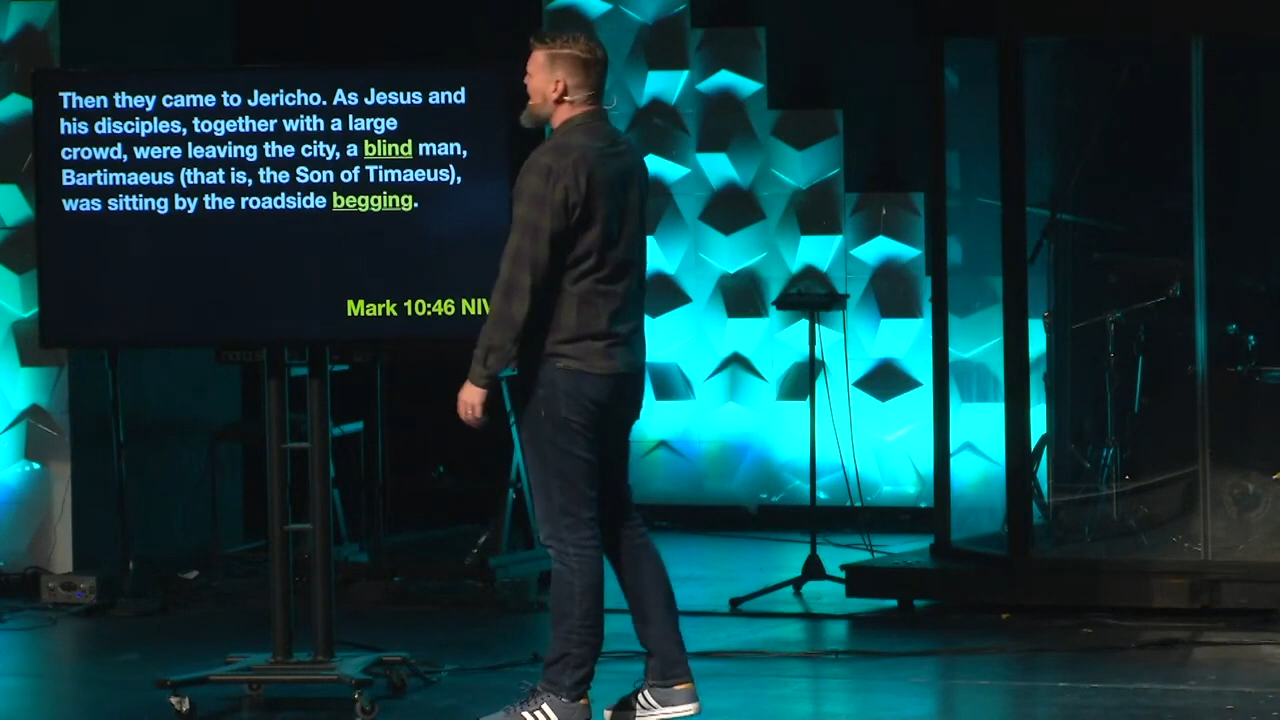 Then they came to Jericho. As Jesus and
his disciples, together with a large
crowd, were leaving the city, a blind man,
Bartimaeus (that is, the Son of Timaeus),
was sitting by the roadside begging.
Mark 10:46 NIV